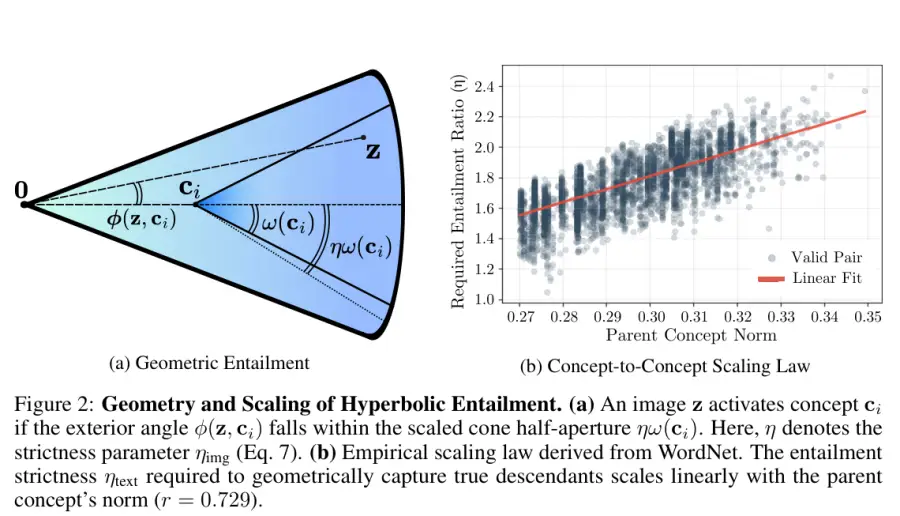 0
c_i
z
ϕ(z, c_i)
ω(c_i)
ηω(c_i)
(a) Geometric Entailment
Required Entailment Ratio (η)
2.4
2.2
2.0
1.8
1.6
1.4
1.2
1.0
Valid Pair
Linear Fit
0.27 0.28 0.29 0.30 0.31 0.32 0.33 0.34 0.35
Parent Concept Norm
(b) Concept-to-Concept Scaling Law
Figure 2: Geometry and Scaling of Hyperbolic Entailment. (a) An image z activates concept c_i
if the exterior angle ϕ(z, c_i) falls within the scaled cone half-aperture ηω(c_i). Here, η denotes the
strictness parameter η_img (Eq. 7). (b) Empirical scaling law derived from WordNet. The entailment
strictness η_text required to geometrically capture true descendants scales linearly with the parent
concept's norm (r = 0.729).